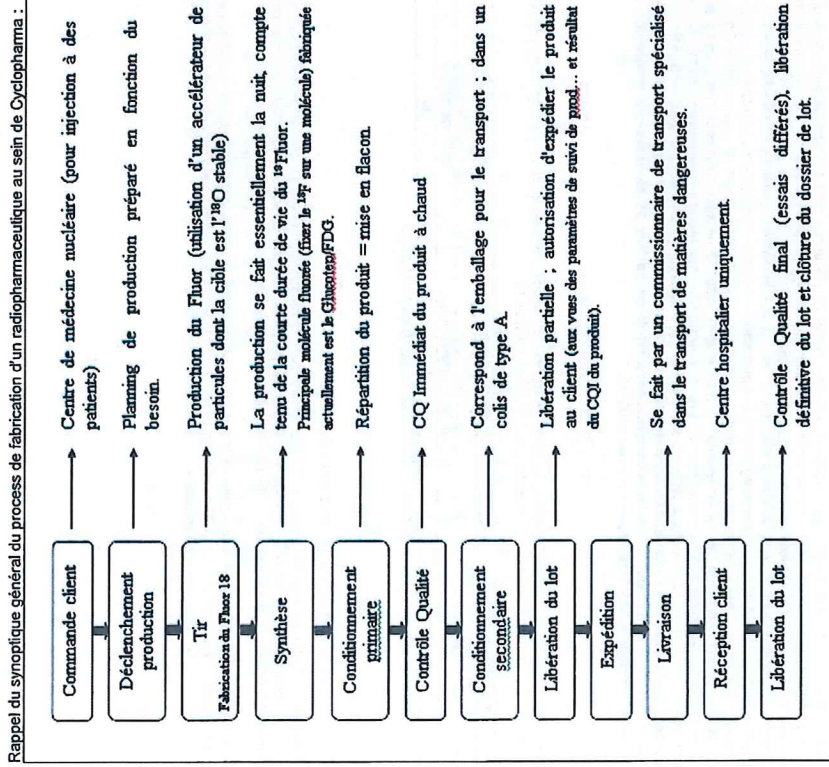 Rappel du synoptique général du process de fabrication d'un radiopharmaceutique au sein de Cyclopharma :
Commande client
Centre de médecine nucléaire (pour injection à des
patients)
Déclenchement
production
Planning de production préparé en fonction du
besoin.
Tir
Fabrication du Fluor 18
Production du Fluor (utilisation d'un accélérateur de
particules dont la cible est l'¹⁸O stable)
Synthèse
La production se fait essentiellement la nuit, compte
tenu de la courte durée de vie du ¹⁸Fluor.
Principale molécule fluorée (fixer le ¹⁸F sur une molécule) fabriquée
actuellement est le Glucotep/FDG.
Conditionnement
primaire
Répartition du produit = mise en flacon.
Contrôle Qualité
CQ Immédiat du produit à chaud
Conditionnement
secondaire
Correspond à l'emballage pour le transport ; dans un
colis de type A.
Libération du lot
Libération partielle ; autorisation d'expédier le produit
au client (aux vues des paramètres de suivi de prod… et résultat
du CQI du produit).
Expédition
Livraison
Se fait par un commissionnaire de transport spécialisé
dans le transport de matières dangereuses.
Réception client
Centre hospitalier uniquement.
Libération du lot
Contrôle Qualité final (essais différés), libération
définitive du lot et clôture du dossier de lot.